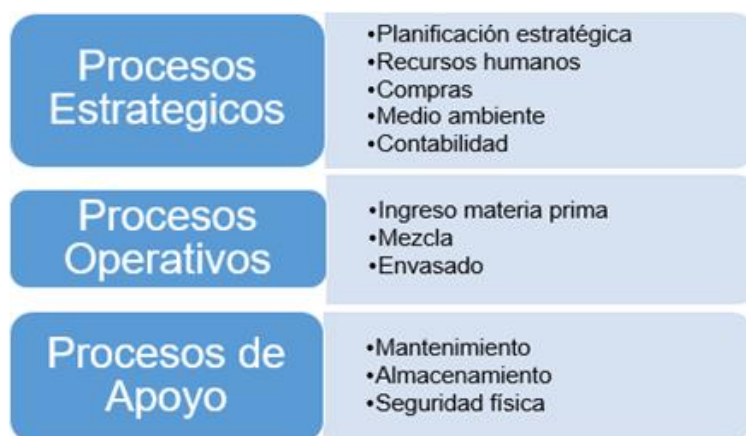 Procesos
Estrategicos
•Planificación estratégica
•Recursos humanos
•Compras
•Medio ambiente
•Contabilidad
Procesos
Operativos
•Ingreso materia prima
•Mezcla
•Envasado
Procesos de
Apoyo
•Mantenimiento
•Almacenamiento
•Seguridad física